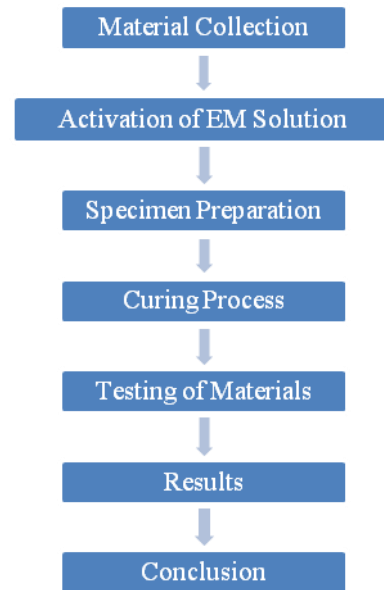 Material Collection
Activation of EM Solution
Specimen Preparation
Curing Process
Testing of Materials
Results
Conclusion